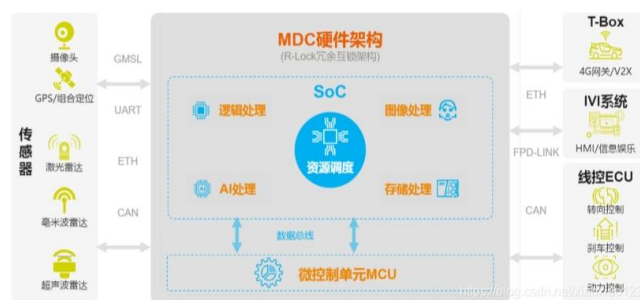 传感器
摄像头
GPS/组合定位
激光雷达
毫米波雷达
超声波雷达
GMSL
UART
ETH
CAN
MDC硬件架构
(R-Lock冗余互锁架构)
SoC
逻辑处理
图像处理
资源调度
AI处理
存储处理
数据总线
微控制单元MCU
ETH
FPD-LINK
CAN
T-Box
4G网关/V2X
IVI系统
HMI/信息娱乐
线控ECU
转向控制
刹车控制
动力控制